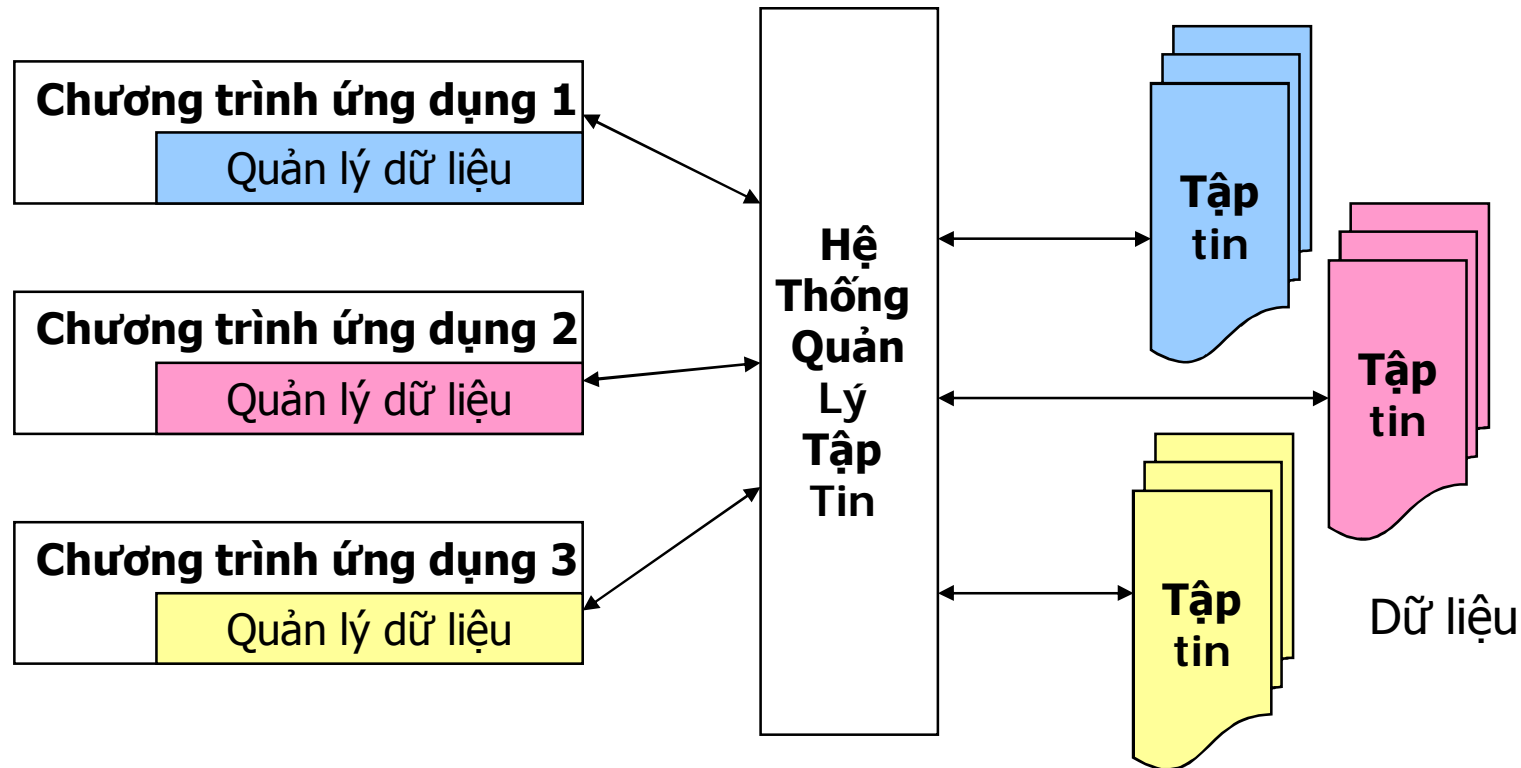 Chương trình ứng dụng 1
Quản lý dữ liệu
Chương trình ứng dụng 2
Quản lý dữ liệu
Chương trình ứng dụng 3
Quản lý dữ liệu
Hệ
Thống
Quản
Lý
Tập
Tin
Tập
tin
Tập
tin
Tập
tin
Dữ liệu